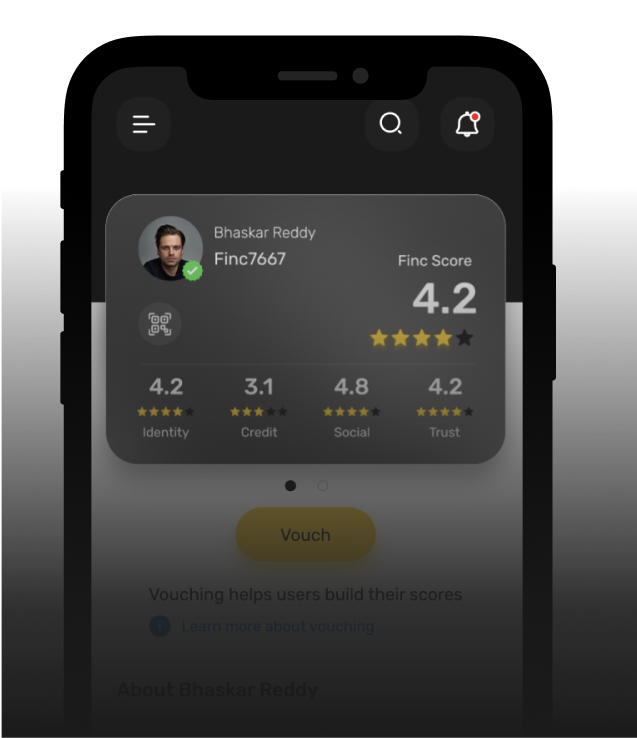 Bhaskar Reddy
Finc7667
Finc Score
4.2
4.2 3.1 4.8 4.2
Identity Credit Social Trust
Vouch
Vouching helps users build their scores
Learn more about vouching
About Bhaskar Reddy